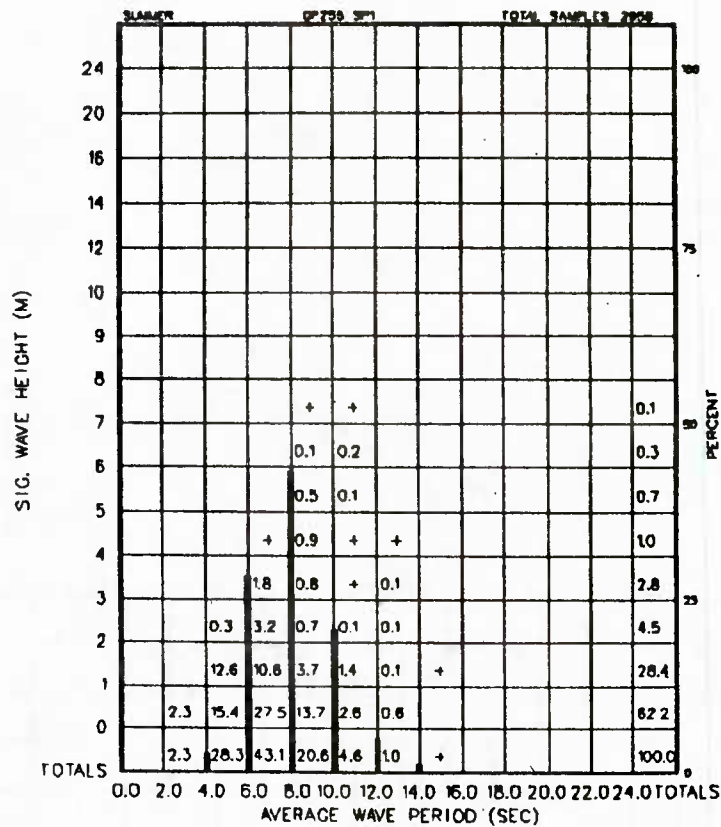 SUMMER TOTAL SAMPLES
24 100
20
16
14
12 75
10
9
8
+ + 0.1
7 50
0.1 0.2 0.3
6
0.5 0.1 0.7
5
+ 0.9 + + 1.0
4
1.8 0.8 + 0.1 2.8
3 25
0.3 3.2 0.7 0.1 0.1 4.5
2
12.6 10.6 3.7 1.4 0.1 + 28.4
1
2.3 15.4 27.5 13.7 2.6 0.6 62.2
0
2.3 28.3 43.1 20.6 4.6 1.0 + 100.0
TOTALS 0
0.0 2.0 4.0 6.0 8.0 10.0 12.0 14.0 16.0 18.0 20.0 22.0 24.0 TOTALS
AVERAGE WAVE PERIOD (SEC)
SIG. WAVE HEIGHT (M)
PERCENT